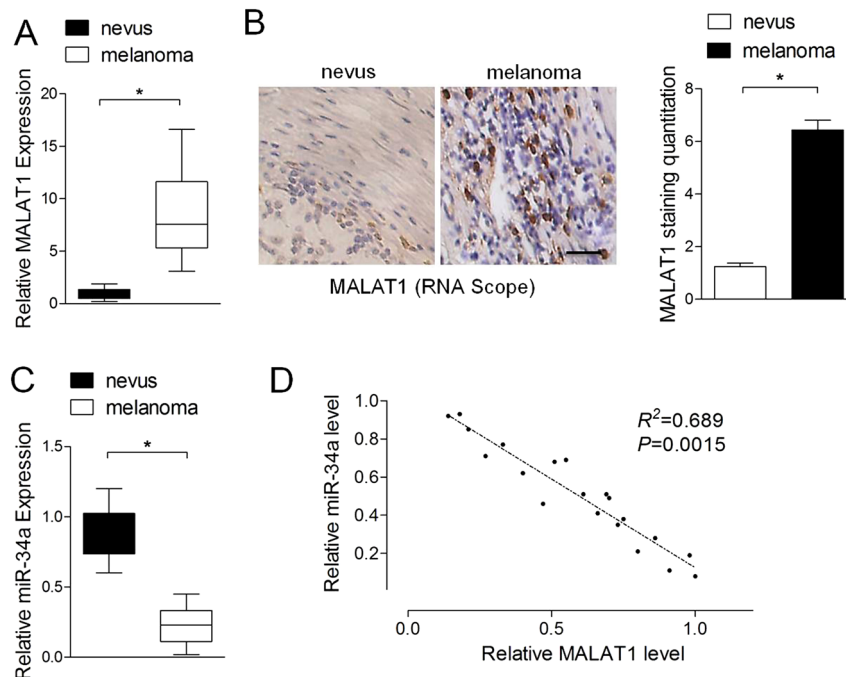 A
nevus
melanoma
Relative MALAT1 Expression
20
15
10
5
0
*
B
nevus
melanoma
MALAT1 (RNA Scope)
nevus
melanoma
MALAT1 staining quantitation
8
6
4
2
0
*
C
nevus
melanoma
Relative miR-34a Expression
1.5
1.0
0.5
0.0
*
D
Relative miR-34a level
1.0
0.8
0.6
0.4
0.2
R²=0.689
P=0.0015
0.0
0.5
1.0
Relative MALAT1 level